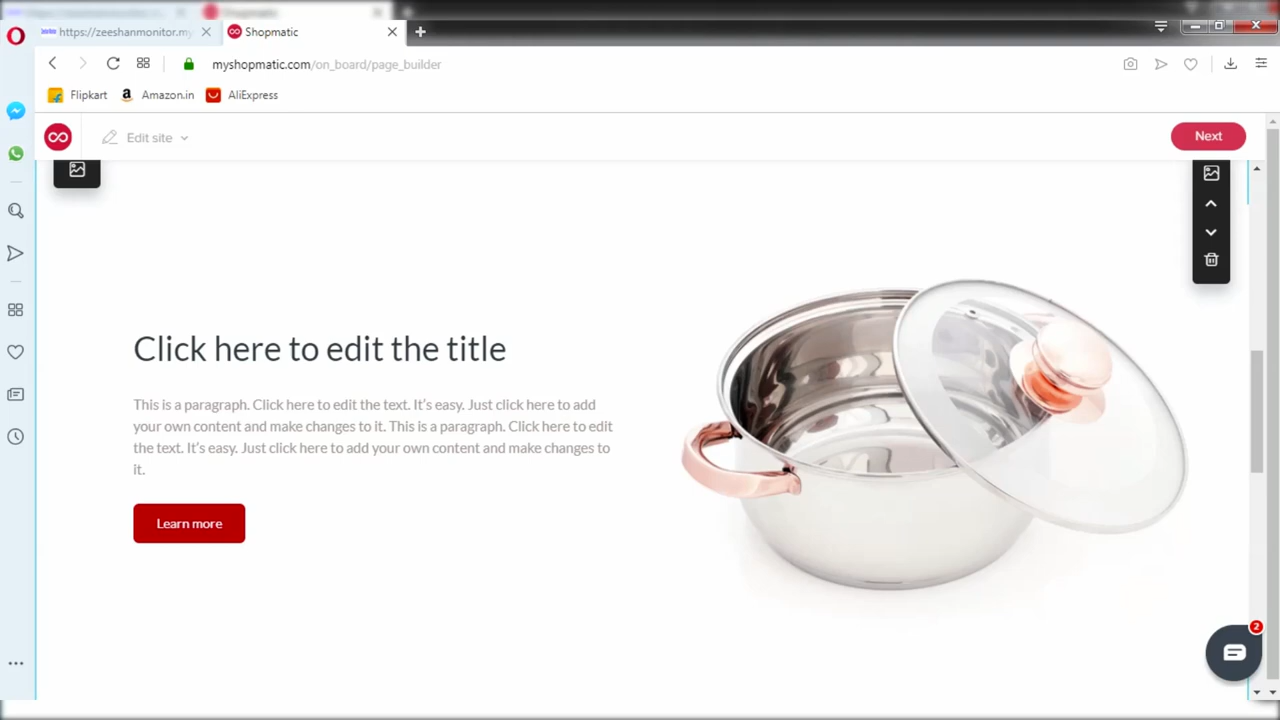 https://zeeshanmonitor.my
Shopmatic
myshopmatic.com/on_board/page_builder
Flipkart
Amazon.in
AliExpress
Edit site
Next
Click here to edit the title
This is a paragraph. Click here to edit the text. It's easy. Just click here to add
your own content and make changes to it. This is a paragraph. Click here to edit
the text. It's easy. Just click here to add your own content and make changes to
it.
Learn more
2